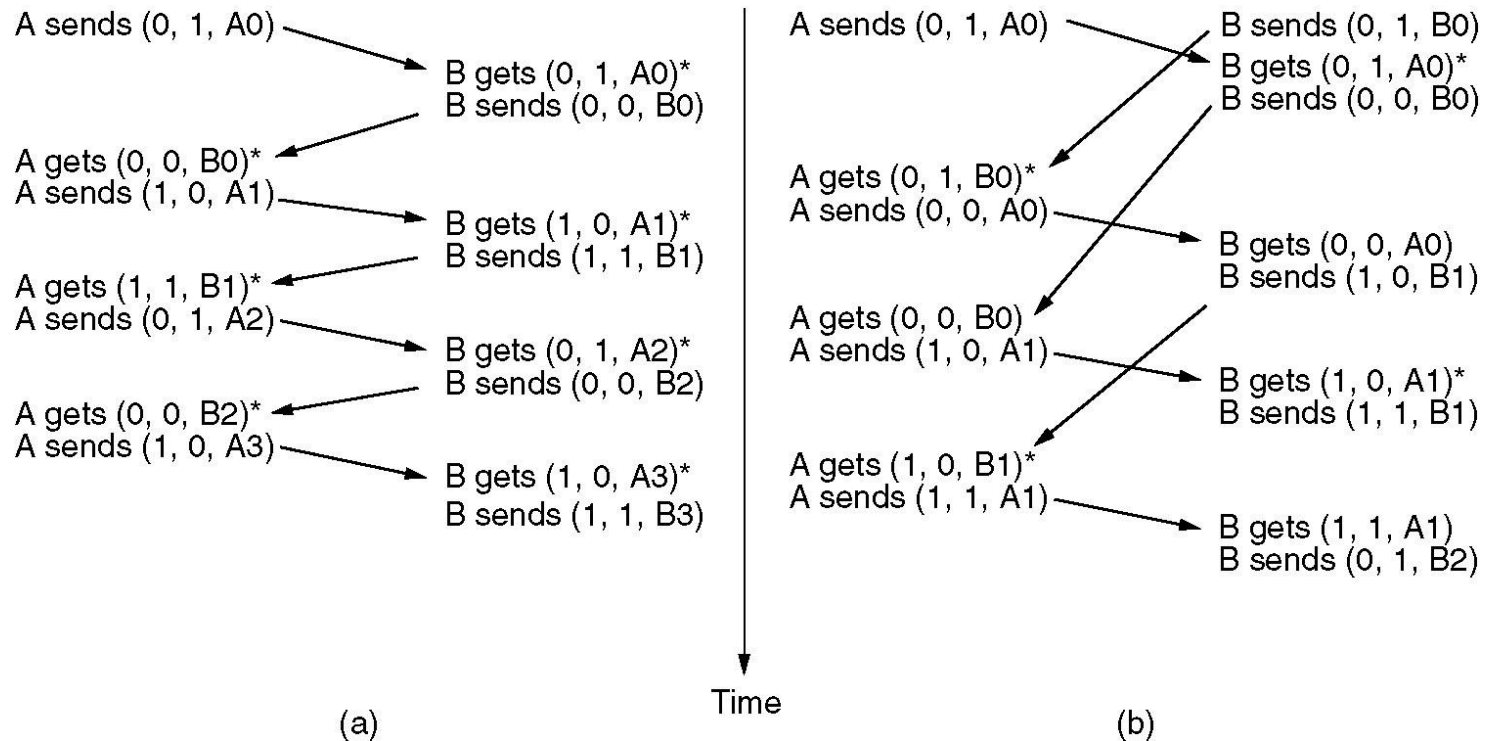 A sends (0, 1, A0)
B gets (0, 1, A0)*
B sends (0, 0, B0)
A gets (0, 0, B0)*
A sends (1, 0, A1)
B gets (1, 0, A1)*
B sends (1, 1, B1)
A gets (1, 1, B1)*
A sends (0, 1, A2)
B gets (0, 1, A2)*
B sends (0, 0, B2)
A gets (0, 0, B2)*
A sends (1, 0, A3)
B gets (1, 0, A3)*
B sends (1, 1, B3)
(a)
Time
A sends (0, 1, A0)
B sends (0, 1, B0)
B gets (0, 1, A0)*
B sends (0, 0, B0)
A gets (0, 1, B0)*
A sends (0, 0, A0)
B gets (0, 0, A0)
B sends (1, 0, B1)
A gets (0, 0, B0)
A sends (1, 0, A1)
B gets (1, 0, A1)*
B sends (1, 1, B1)
A gets (1, 0, B1)*
A sends (1, 1, A1)
B gets (1, 1, A1)
B sends (0, 1, B2)
(b)